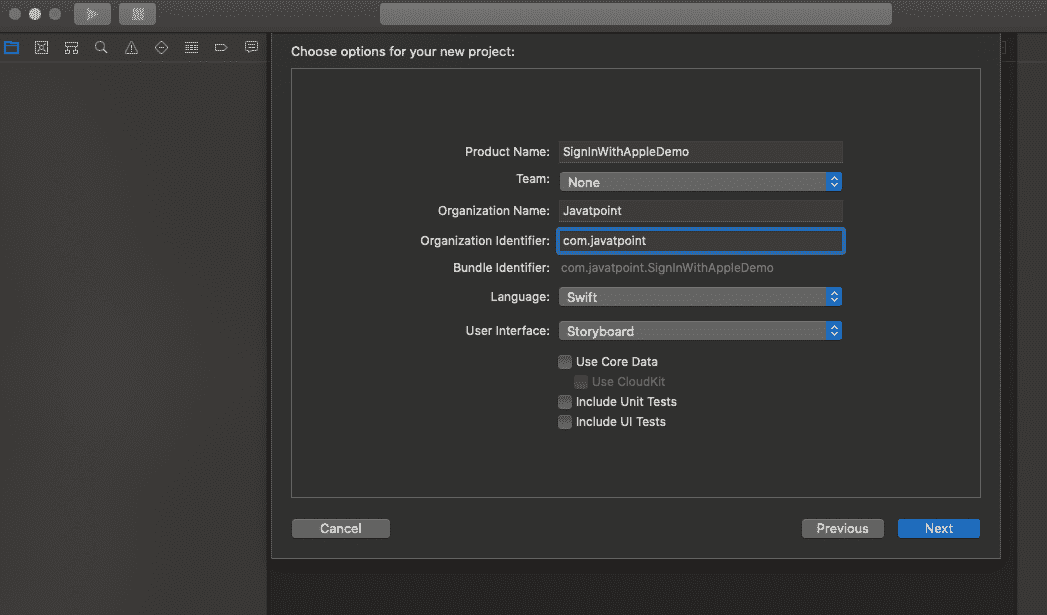 Choose options for your new project:
Product Name: SignInWithAppleDemo
Team: None
Organization Name: Javatpoint
Organization Identifier: com.javatpoint
Bundle Identifier: com.javatpoint.SignInWithAppleDemo
Language: Swift
User Interface: Storyboard
Use Core Data
Use CloudKit
Include Unit Tests
Include UI Tests
Cancel Previous Next